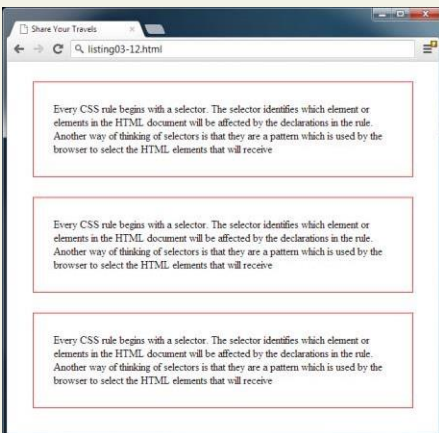 Share Your Travels
listing03-12.html
Every CSS rule begins with a selector. The selector identifies which element or
elements in the HTML document will be affected by the declarations in the rule.
Another way of thinking of selectors is that they are a pattern which is used by the
browser to select the HTML elements that will receive
Every CSS rule begins with a selector. The selector identifies which element or
elements in the HTML document will be affected by the declarations in the rule.
Another way of thinking of selectors is that they are a pattern which is used by the
browser to select the HTML elements that will receive
Every CSS rule begins with a selector. The selector identifies which element or
elements in the HTML document will be affected by the declarations in the rule.
Another way of thinking of selectors is that they are a pattern which is used by the
browser to select the HTML elements that will receive